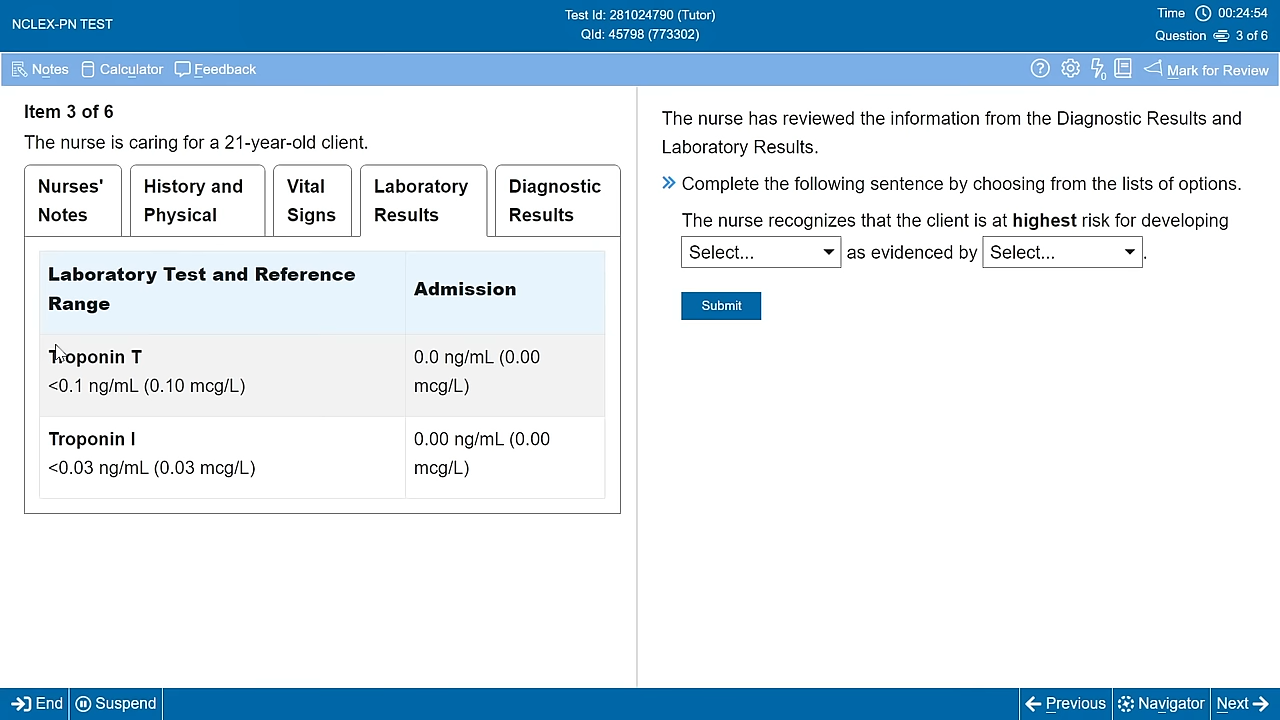 NCLEX-PN TEST
Test Id: 281024790 (Tutor)
QId: 45798 (773302)
Time 00:24:54
Question 3 of 6
Notes Calculator Feedback
Mark for Review
Item 3 of 6
The nurse is caring for a 21-year-old client.
Nurses' Notes
History and Physical
Vital Signs
Laboratory Results
Diagnostic Results
Laboratory Test and Reference Range
Admission
Troponin T
<0.1 ng/mL (0.10 mcg/L)
0.0 ng/mL (0.00
mcg/L)
Troponin I
<0.03 ng/mL (0.03 mcg/L)
0.00 ng/mL (0.00
mcg/L)
The nurse has reviewed the information from the Diagnostic Results and
Laboratory Results.
Complete the following sentence by choosing from the lists of options.
The nurse recognizes that the client is at highest risk for developing
Select... as evidenced by Select... .
Submit
End Suspend
Previous Navigator Next